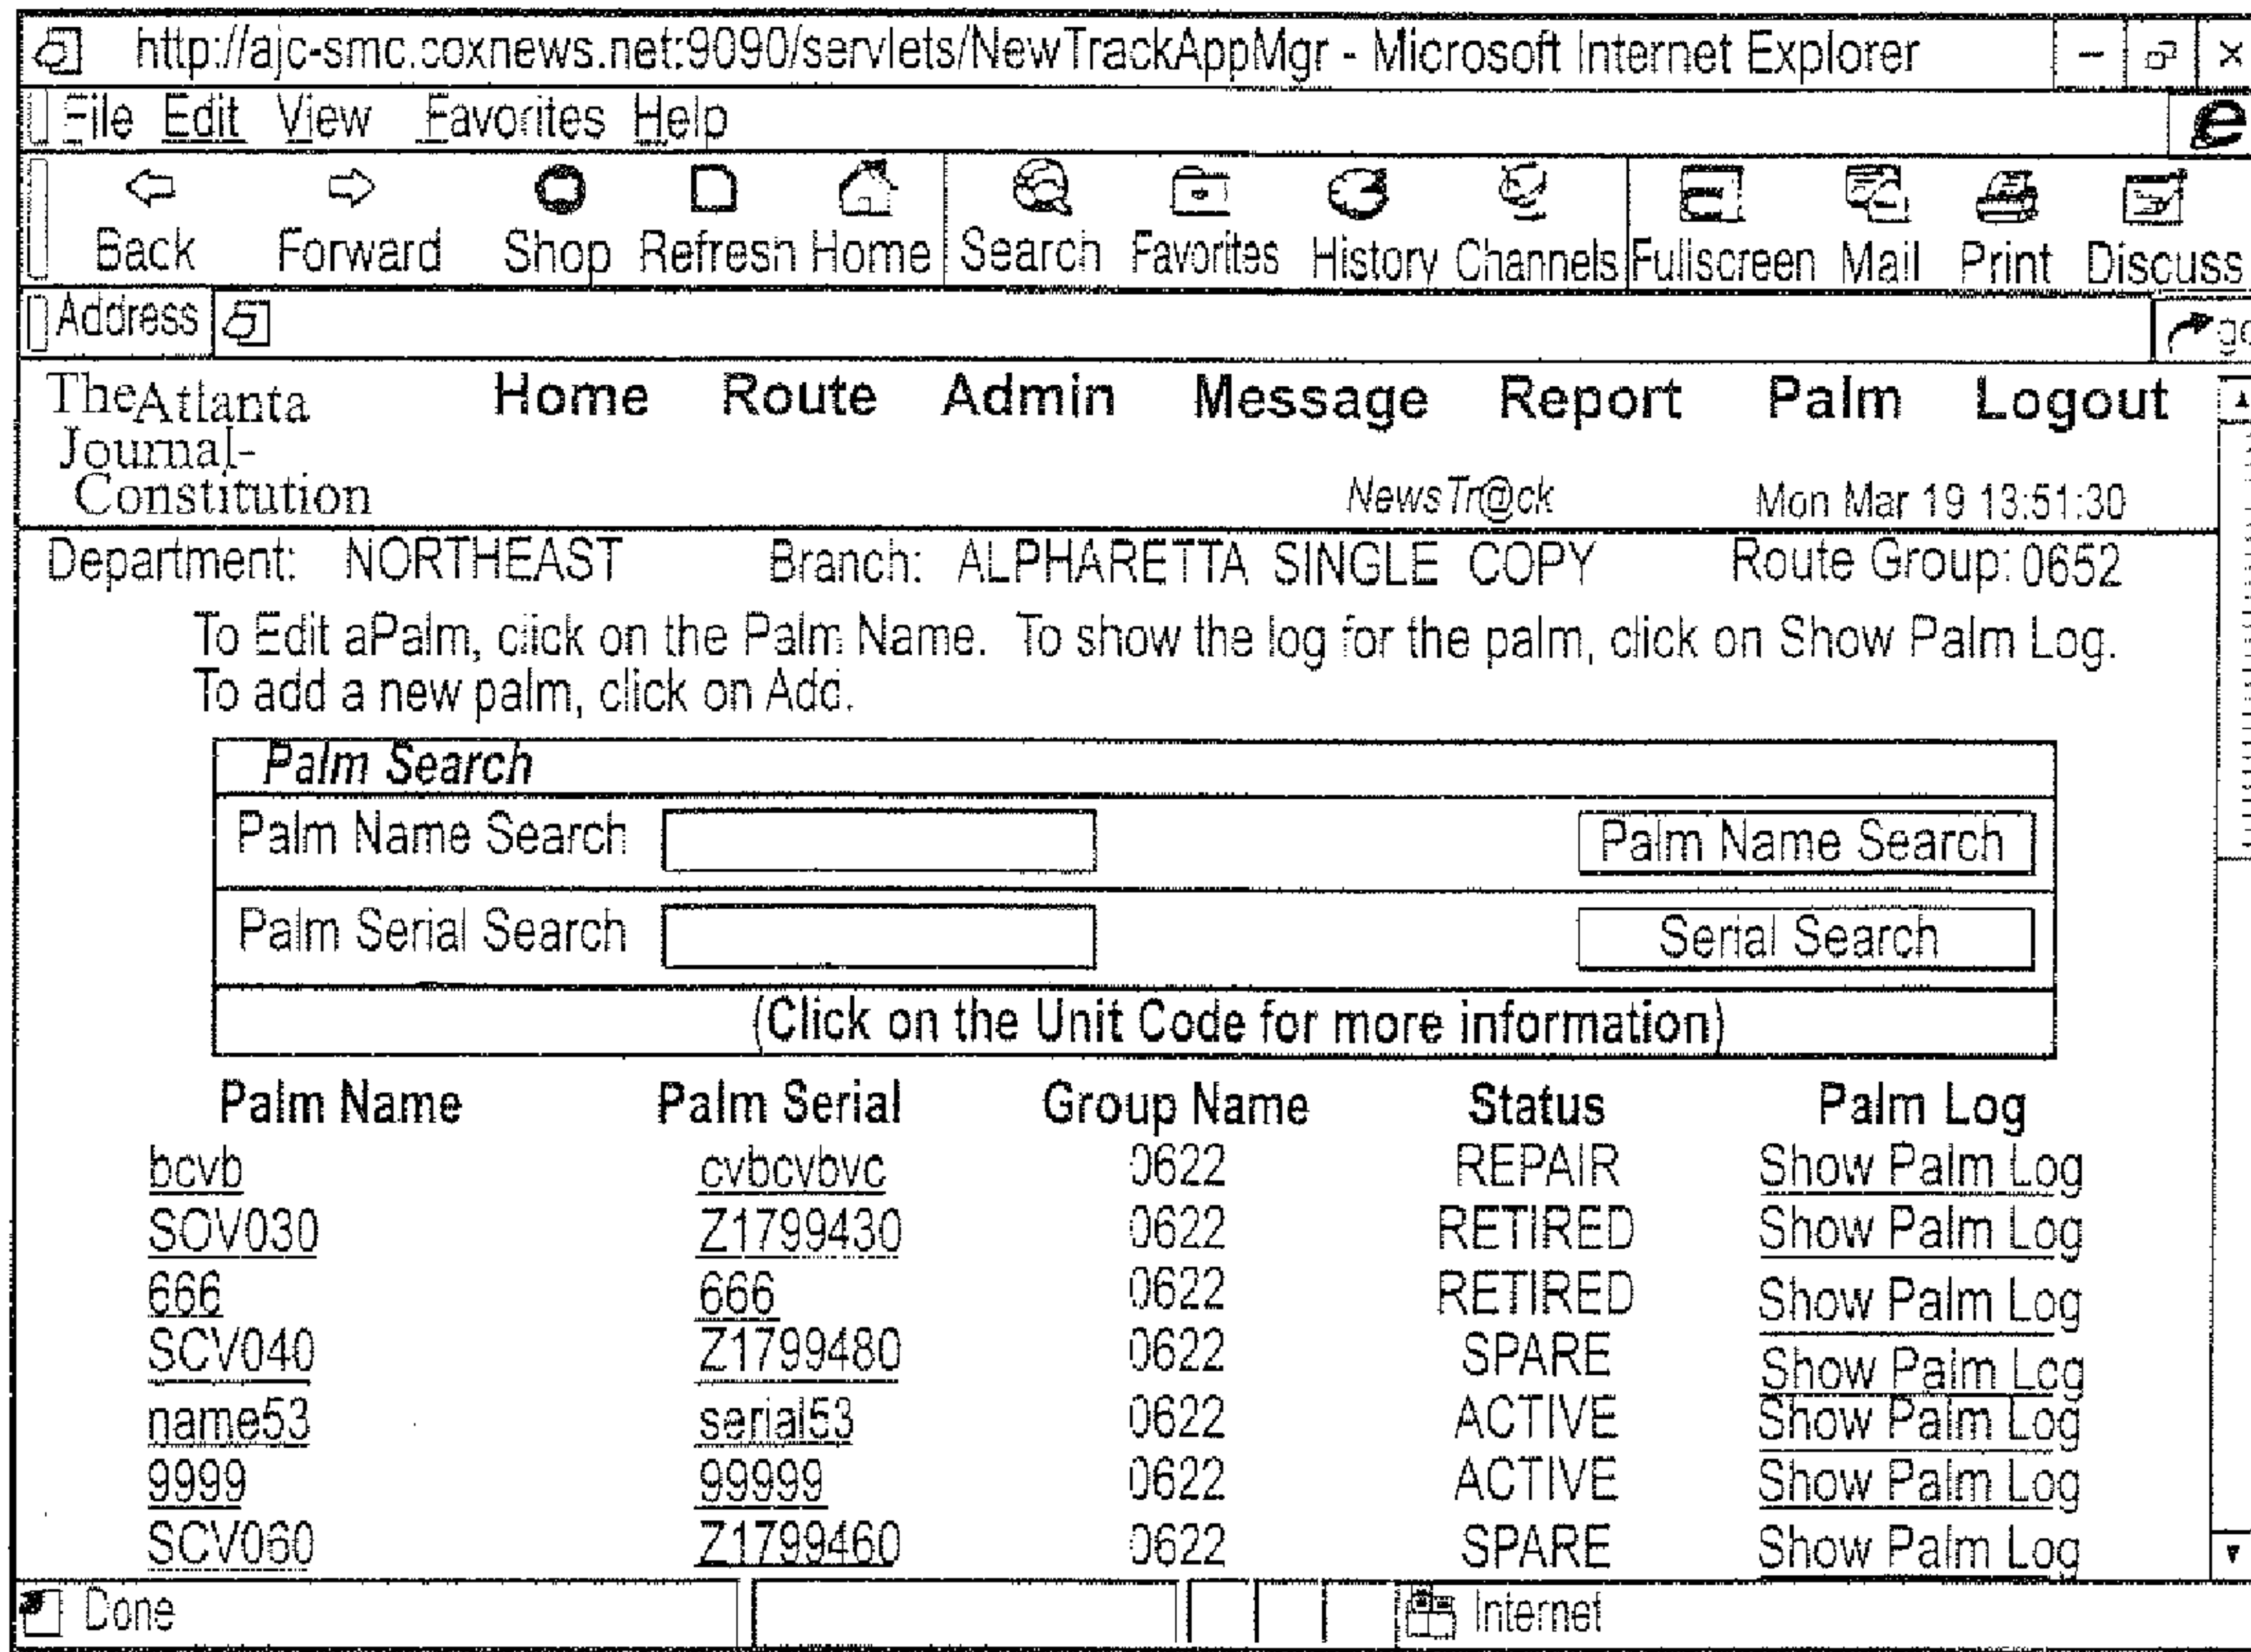 http://ajc-smc.coxnews.net:9090/servlets/NewTrackAppMgr - Microsoft Internet Explorer
File Edit View Favorites Help
Back Forward Shop Refresh Home Search Favorites History Channels Fullscreen Mail Print Discuss
Address go
The Atlanta Home Route Admin Message Report Palm Logout
Journal-
Constitution NewsTr@ck Mon Mar 19 13:51:30
Department: NORTHEAST Branch: ALPHARETTA SINGLE COPY Route Group: 0652
To Edit aPalm, click on the Palm Name. To show the log for the palm, click on Show Palm Log.
To add a new palm, click on Add.
Palm Search
Palm Name Search Palm Name Search
Palm Serial Search Serial Search
(Click on the Unit Code for more information)
Palm Name Palm Serial Group Name Status Palm Log
bcvb cvbcvbvc 0622 REPAIR Show Palm Log
SCV030 Z1799430 0622 RETIRED Show Palm Log
666 666 0622 RETIRED Show Palm Log
SCV040 Z1799480 0622 SPARE Show Palm Log
name53 serial53 0622 ACTIVE Show Palm Log
9999 99999 0622 ACTIVE Show Palm Log
SCV060 Z1799460 0622 SPARE Show Palm Log
Done Internet